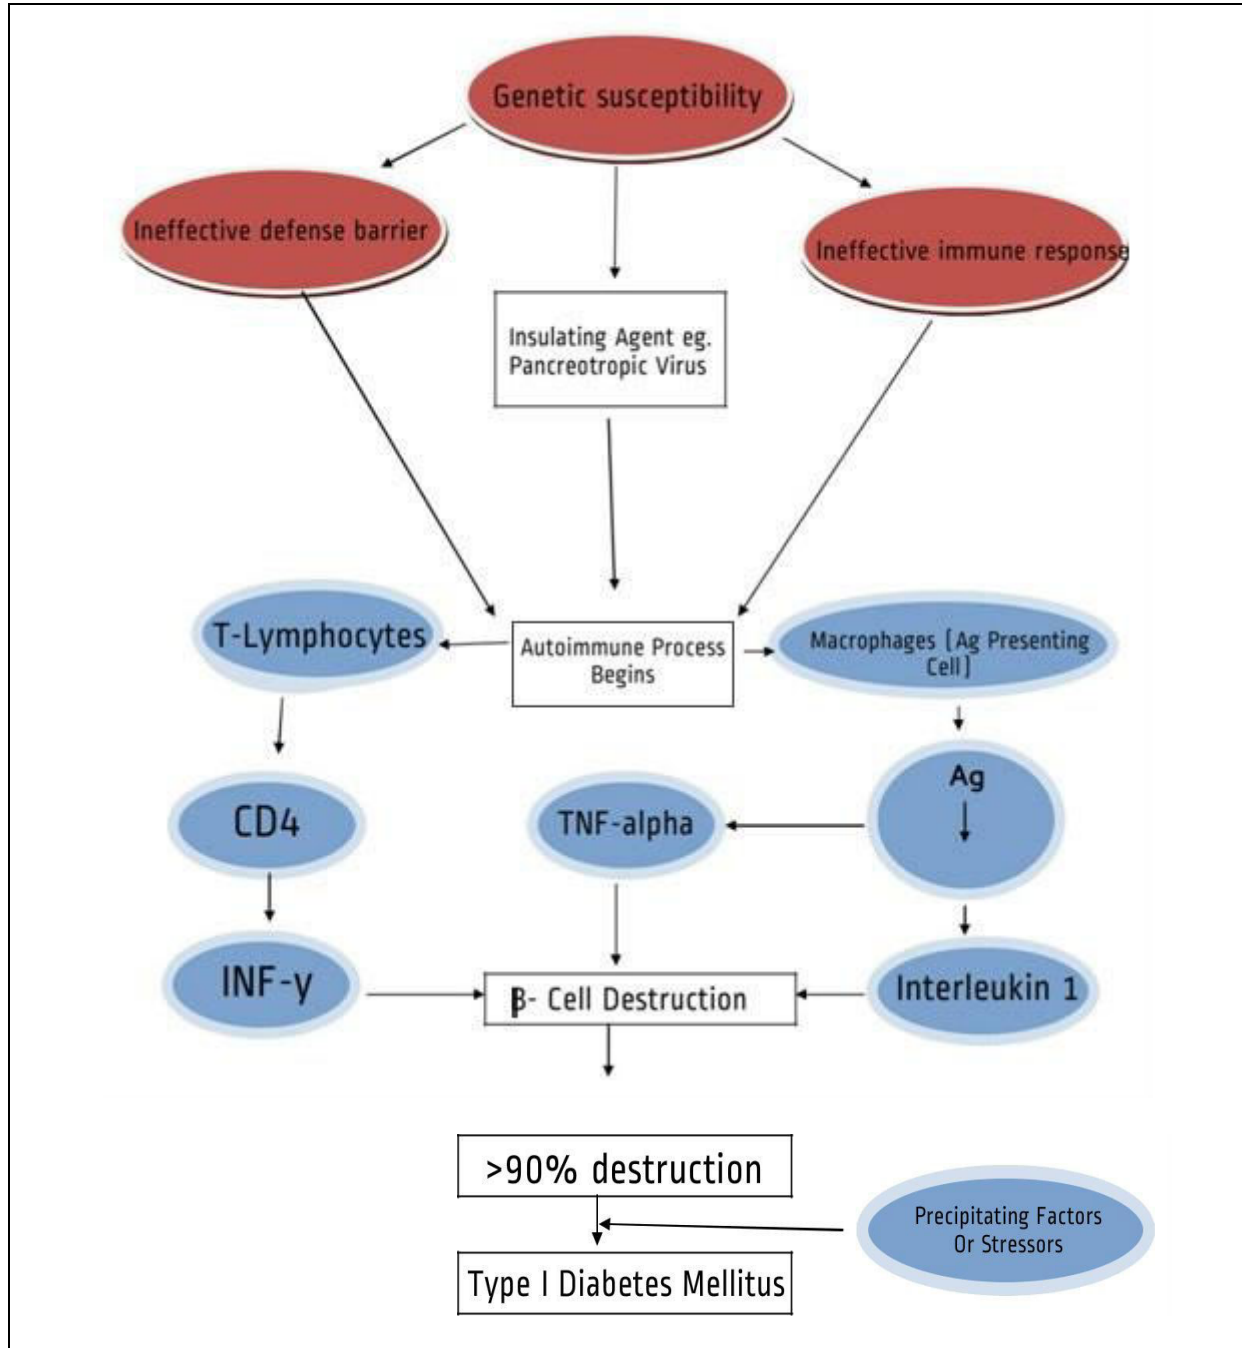 Genetic susceptibility
Ineffective defense barrier
Ineffective immune response
Insulating Agent eg.
Pancreotropic Virus
T-Lymphocytes
Autoimmune Process
Begins
Macrophages (Ag Presenting
Cell)
CD4
TNF-alpha
Ag
INF-y
β- Cell Destruction
Interleukin 1
>90% destruction
Precipitating Factors
Or Stressors
Type I Diabetes Mellitus